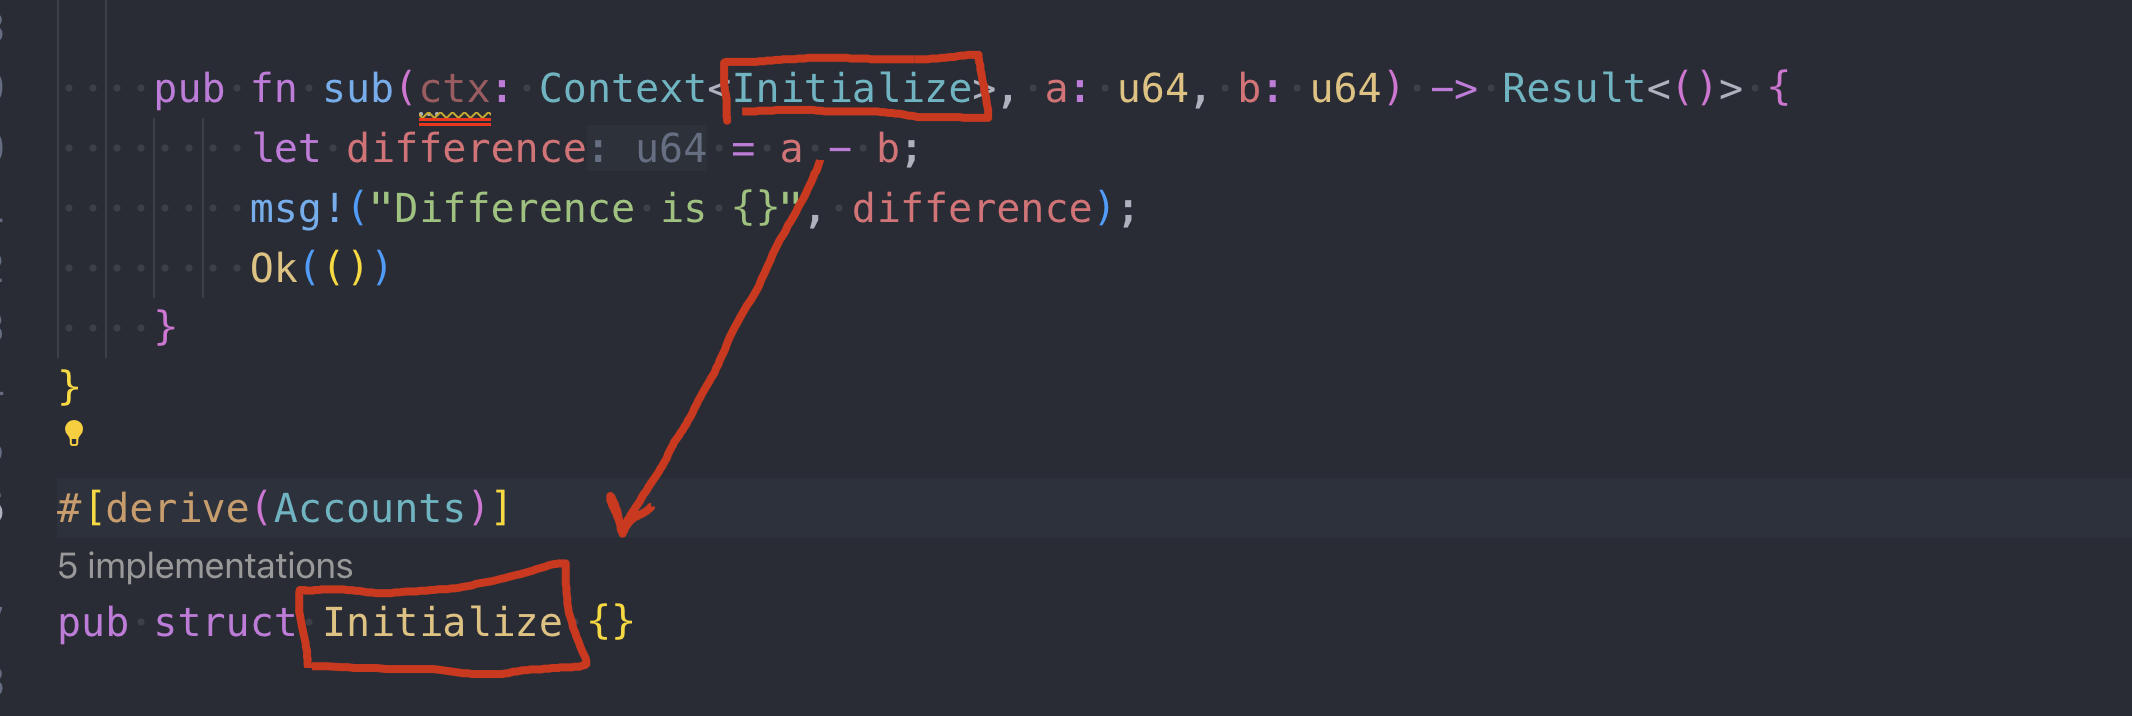 pub fn sub(ctx: Context<Initialize>, a: u64, b: u64) -> Result<()> {
let difference: u64 = a - b;
msg!("Difference is {}", difference);
Ok(())
}
}
#[derive(Accounts)]
5 implementations
pub struct Initialize {}